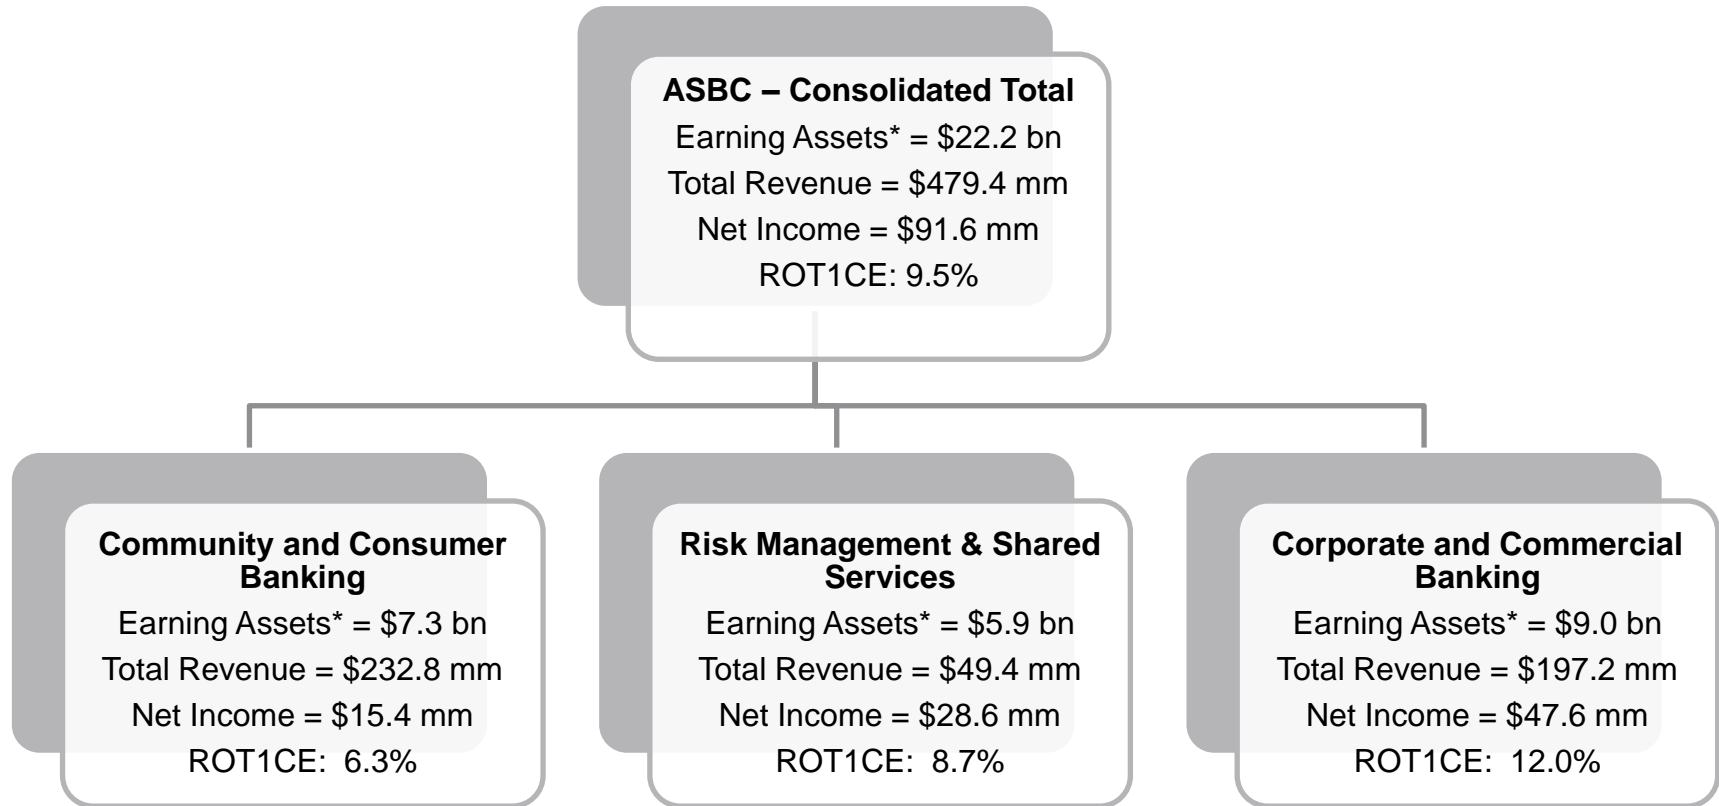 ASBC – Consolidated Total
Earning Assets* = $22.2 bn
Total Revenue = $479.4 mm
Net Income = $91.6 mm
ROT1CE: 9.5%
Community and Consumer
Banking
Earning Assets* = $7.3 bn
Total Revenue = $232.8 mm
Net Income = $15.4 mm
ROT1CE:  6.3%
Risk Management & Shared
Services
Earning Assets* = $5.9 bn
Total Revenue = $49.4 mm
Net Income = $28.6 mm
ROT1CE:  8.7%
Corporate and Commercial
Banking
Earning Assets* = $9.0 bn
Total Revenue = $197.2 mm
Net Income = $47.6 mm
ROT1CE:  12.0%